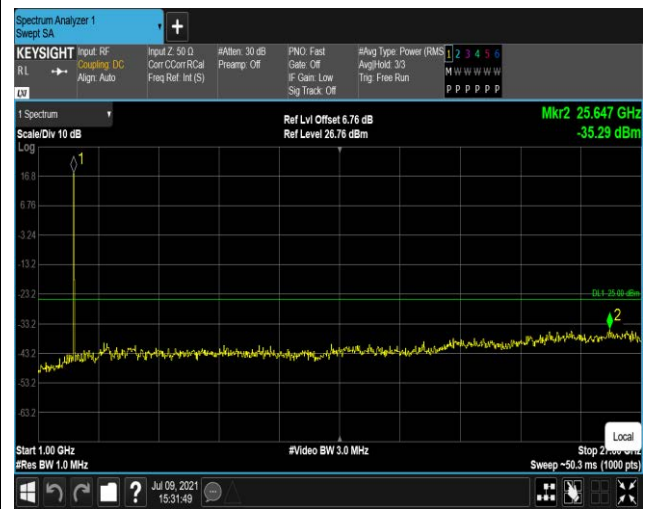 Spectrum Analyzer 1
Swept SA
+
KEYSIGHT Input: RF Input Z: 50 Ω #Atten: 30 dB PNO: Fast #Avg Type: Power (RMS 1 2 3 4 5 6
RL Coupling: DC Corr CCorr RCal Preamp: Off Gate: Off Avg|Hold: 3/3 M W W W W W
Align: Auto Freq Ref: Int (S) IF Gain: Low Trig: Free Run
LXI Sig Track: Off P P P P P P
1 Spectrum Ref Lvl Offset 6.76 dB Mkr2 25.647 GHz
Scale/Div 10 dB Ref Level 26.76 dBm -35.29 dBm
Log
1
16.8
6.76
-3.24
-13.2
-23.2
DL1 -25.00 dBm
2
-33.2
-43.2
-53.2
-63.2
Local
Start 1.00 GHz #Video BW 3.0 MHz Stop 27.00 GHz
#Res BW 1.0 MHz Sweep ~50.3 ms (1000 pts)
? Jul 09, 2021
15:31:49